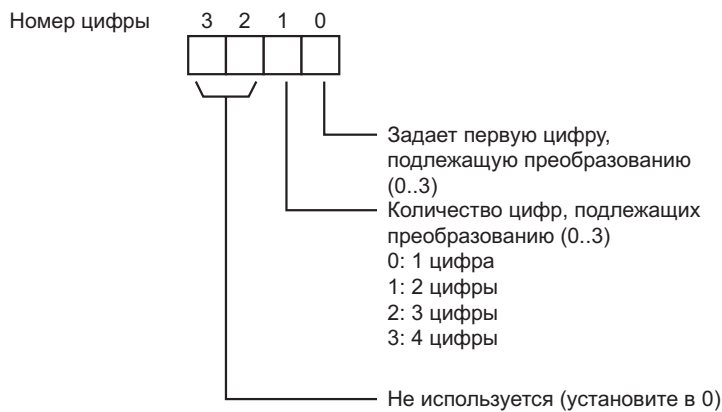 Номер цифры 3 2 1 0
Задает первую цифру,
подлежащую преобразованию
(0..3)
Количество цифр, подлежащих
преобразованию (0..3)
0: 1 цифра
1: 2 цифры
2: 3 цифры
3: 4 цифры
Не используется (установите в 0)